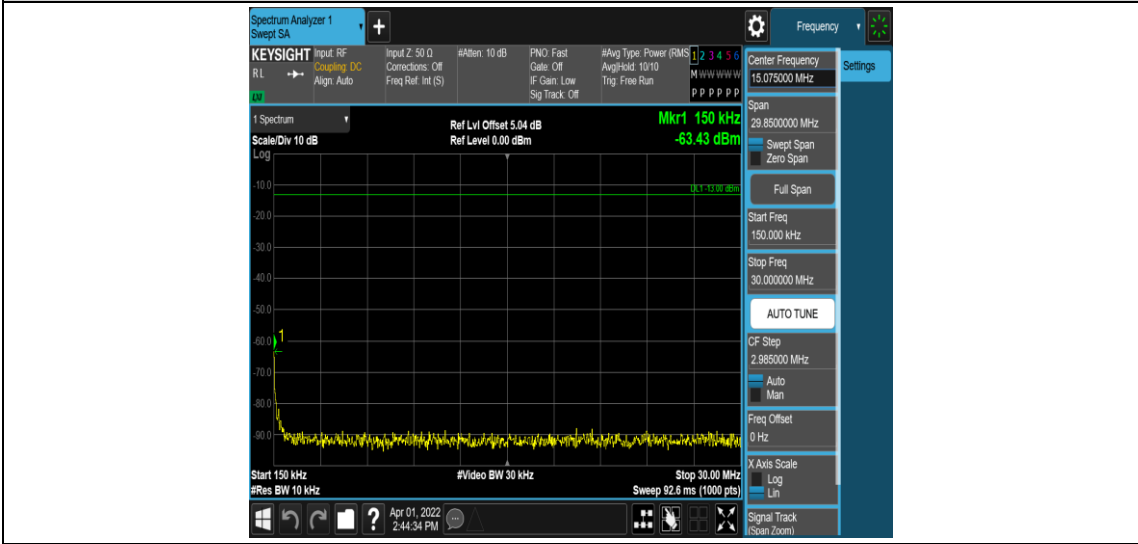 Spectrum Analyzer 1
Swept SA
+
Frequency
KEYSIGHT
RL
Input: RF
Coupling: DC
Align: Auto
Input Z: 50 Ω
Corrections: Off
Freq Ref: Int (S)
#Atten: 10 dB
PNO: Fast
Gate: Off
IF Gain: Low
Sig Track: Off
#Avg Type: Power (RMS
Avg|Hold: 10/10
Trig: Free Run
1 2 3 4 5 6
M W W W W W
P P P P P P
1 Spectrum
Scale/Div 10 dB
Log
Ref Lvl Offset 5.04 dB
Ref Level 0.00 dBm
Mkr1 150 kHz
-63.43 dBm
DL1 -13.00 dBm
-10.0
-20.0
-30.0
-40.0
-50.0
-60.0
-70.0
-80.0
-90.0
1
Start 150 kHz
#Res BW 10 kHz
#Video BW 30 kHz
Stop 30.00 MHz
Sweep 92.6 ms (1000 pts)
?
Apr 01, 2022
2:44:34 PM
Center Frequency
15.075000 MHz
Settings
Span
29.8500000 MHz
Swept Span
Zero Span
Full Span
Start Freq
150.000 kHz
Stop Freq
30.000000 MHz
AUTO TUNE
CF Step
2.985000 MHz
Auto
Man
Freq Offset
0 Hz
X Axis Scale
Log
Lin
Signal Track
(Span Zoom)